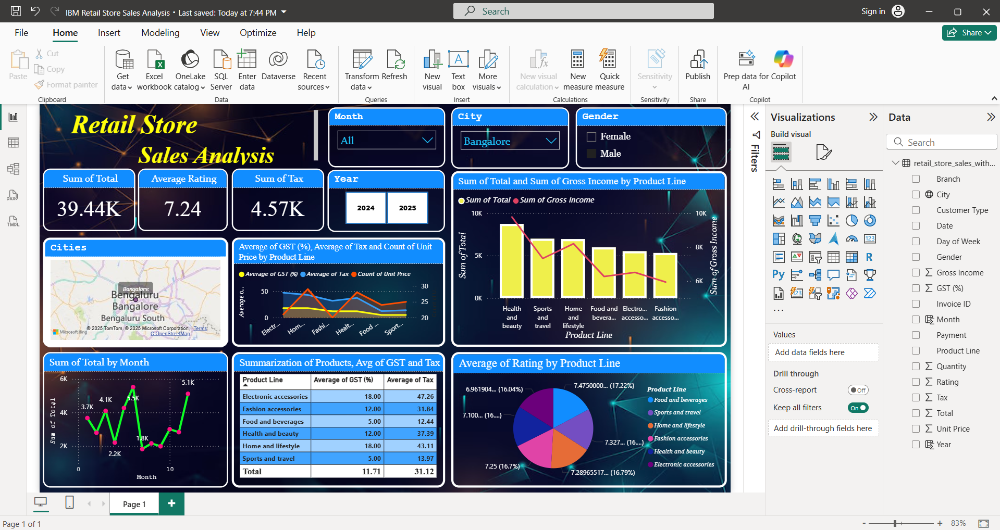 IBM Retail Store Sales Analysis • Last saved: Today at 7:44 PM
Search
Sign in
File
Home
Insert
Modeling
View
Optimize
Help
Share
Paste
Cut
Copy
Format painter
Clipboard
Get
data
Excel
workbook
OneLake
catalog
SQL
Server
Enter
data
Dataverse
Recent
sources
Data
Transform
data
Refresh
Queries
New
visual
Text
box
More
visuals
Insert
New visual
calculation
New
measure
Quick
measure
Calculations
Sensitivity
Sensitivity
Publish
Share
Prep data for
AI
Copilot
Copilot
Retail Store
Sales Analysis
Month
All
City
Bangalore
Gender
Female
Male
Sum of Total
39.44K
Average Rating
7.24
Sum of Tax
4.57K
Year
2024
2025
Sum of Total and Sum of Gross Income by Product Line
Sum of Total
Sum of Gross Income
10K
5K
0K
Sum of Total
10K
8K
6K
Sum of Gross Income
Health
and
beauty
Sports
and
travel
Home
and
lifestyle
Food and
bevera...
Electro...
accesso...
Fashion
accesso...
Product Line
Cities
Bangalore
Bengaluru
Bangalore
Bengaluru South
Microsoft Bing
© 2025 TomTom, © 2025 Microsoft Corporation, Terms
© OpenStreetMap
Average of GST (%), Average of Tax and Count of Unit
Price by Product Line
Average of GST (%)
Average of Tax
Count of Unit Price
Average o...
50
0
30
25
20
Electr...
Hom...
Fashi...
Healt...
Food ...
Sport...
Sum of Total by Month
Sum of Total
6K
4K
2K
3.7K
4.1K
2.2K
5.5K
1.8K
5.1K
0
10
Month
Summarization of Products, Avg of GST and Tax
Product Line Average of GST (%) Average of Tax
Electronic accessories 18.00 47.26
Fashion accessories 12.00 31.84
Food and beverages 5.00 12.44
Health and beauty 12.00 37.39
Home and lifestyle 18.00 43.11
Sports and travel 5.00 13.97
Total 11.71 31.12
Average of Rating by Product Line
6.961904... (16.04%)
7.4750000... (17.22%)
7.100... (16....)
7.327... (16....)
7.25 (16.7%)
7.28965517... (16.79%)
Product Line
Food and beverages
Sports and travel
Home and lifestyle
Fashion accessories
Health and beauty
Electronic accessories
Filters
Visualizations
Build visual
123
R
Py
123
...
Values
Add data fields here
Drill through
Cross-report
Off
Keep all filters
On
Add drill-through fields here
Data
Search
retail_store_sales_with...
Branch
City
Customer Type
Date
Day of Week
Gender
Gross Income
GST (%)
Invoice ID
Month
Payment
Product Line
Quantity
Rating
Tax
Total
Unit Price
Year
DAX
TMDL
Page 1
Page 1 of 1
- + 83%